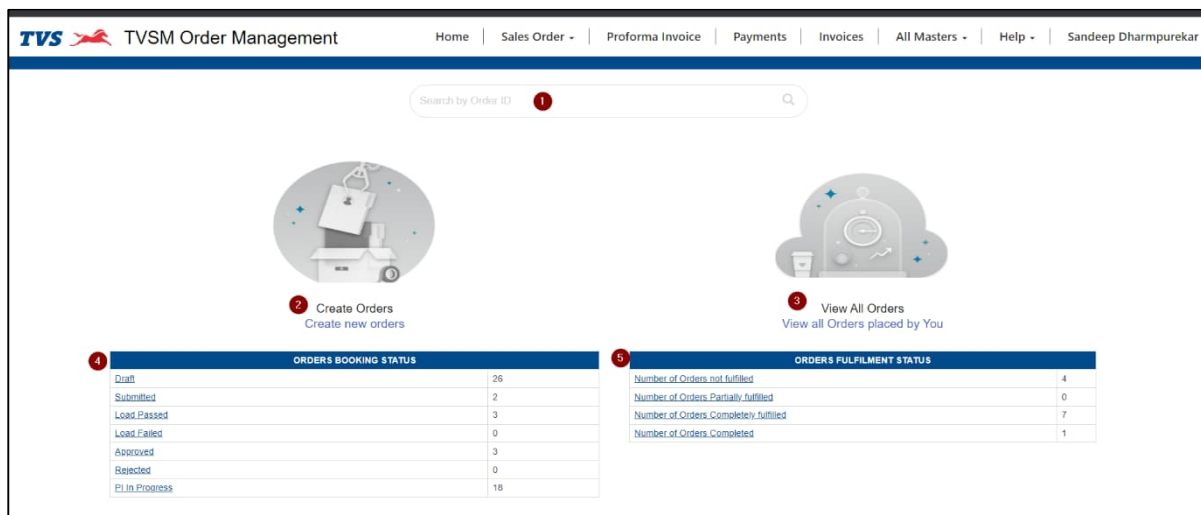 TVS TVSM Order Management Home Sales Order Proforma Invoice Payments Invoices All Masters Help Sandeep Dharmpurekar
Search by Order ID 1
2 Create Orders
Create new orders
3 View All Orders
View all Orders placed by You
4 ORDERS BOOKING STATUS
Draft 26
Submitted 2
Load Passed 3
Load Failed 0
Approved 3
Rejected 0
PI In Progress 18
5 ORDERS FULFILMENT STATUS
Number of Orders not fulfilled 4
Number of Orders Partially fulfilled 0
Number of Orders Completely fulfilled 7
Number of Orders Completed 1